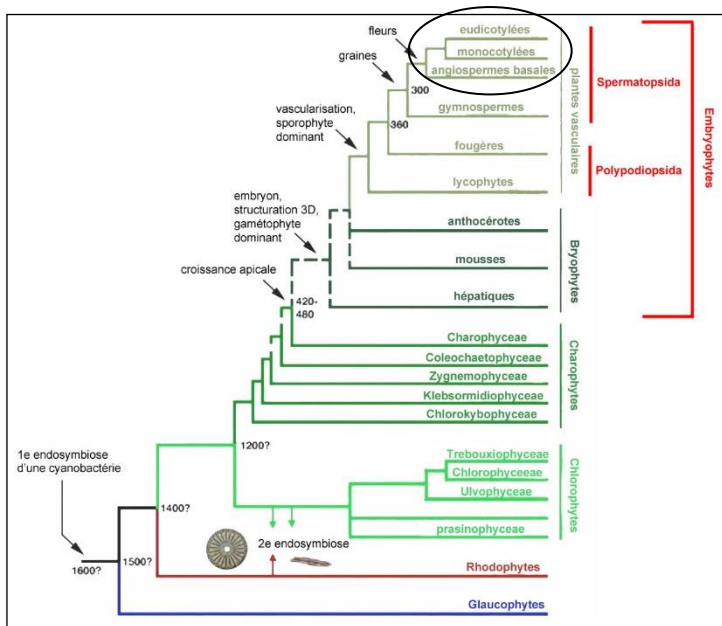 eudicotylées
fleurs
monocotylées
graines
angiospermes basales
300
gymnospermes
vascularisation,
sporophyte
dominant
360
fougères
lycophytes
plantes vasculaires
Spermatopsida
Polypodiopsida
Embryophytes
embryon,
structuration 3D,
gamétophyte
dominant
anthocérotes
mousses
hépatiques
Bryophytes
croissance apicale
420-
480
Charophyceae
Coleochaetophyceae
Zygnemophyceae
Klebsormidiophyceae
Chlorokybophyceae
Charophytes
1e endosymbiose
d'une cyanobactérie
1200?
Trebouxiophyceae
Chlorophyceeae
Ulvophyceae
prasinophyceae
Chlorophytes
1400?
2e endosymbiose
1500?
1600?
Rhodophytes
Glaucophytes